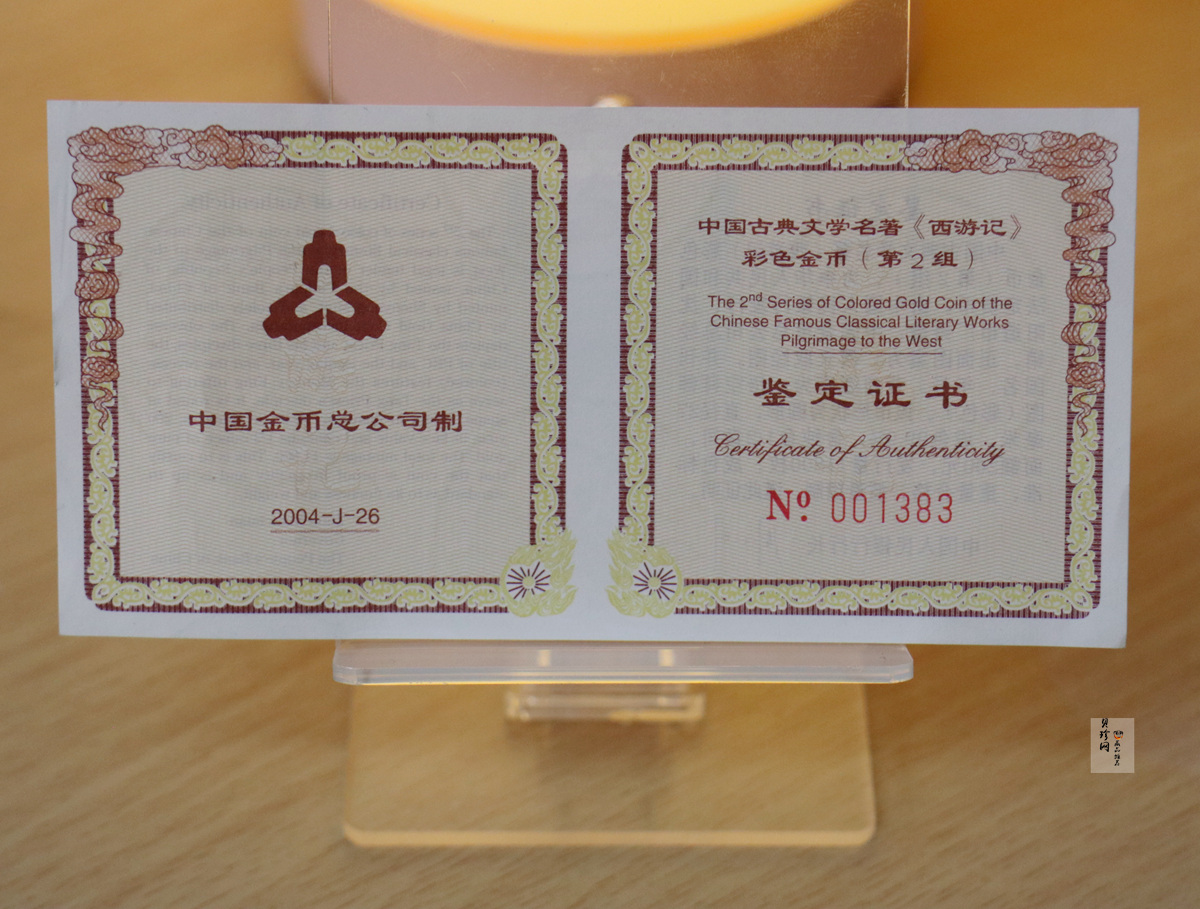 中国金币总公司制
2004-J-26
中国古典文学名著《西游记》
彩色金币（第2组）
The 2nd Series of Colored Gold Coin of the
Chinese Famous Classical Literary Works
Pilgrimage to the West
鉴定证书
Certificate of Authenticity
Nº. 001383